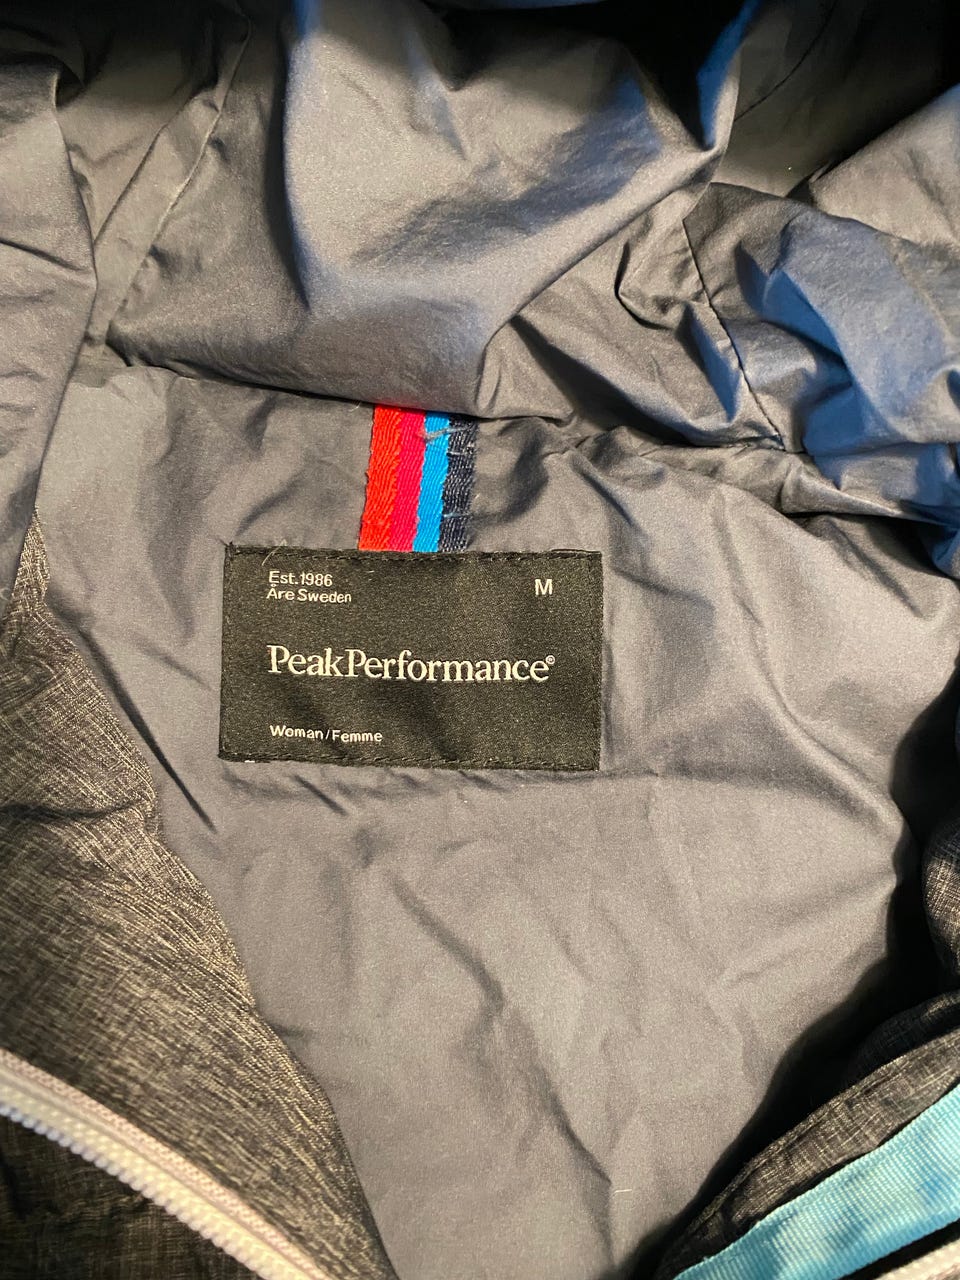 Est.1986
M
Åre Sweden
PeakPerformance®
Woman/Femme